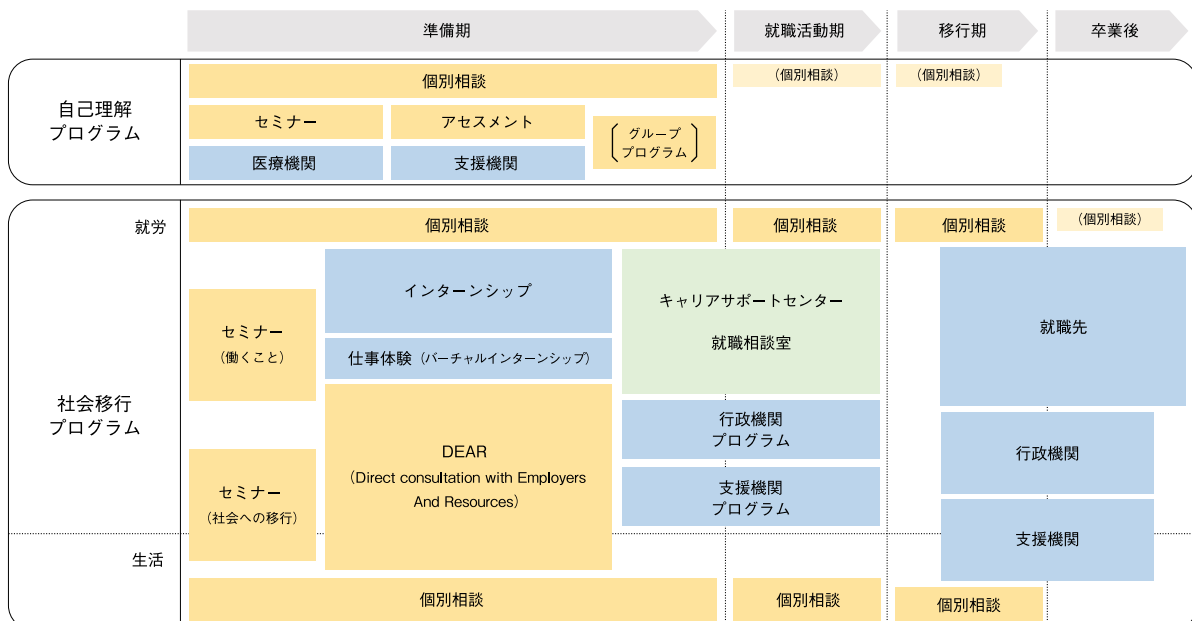 準備期
就職活動期
移行期
卒業後
自己理解
プログラム
個別相談
(個別相談)
(個別相談)
セミナー
アセスメント
グループ
プログラム
医療機関
支援機関
社会移行
プログラム
就労
個別相談
個別相談
個別相談
(個別相談)
セミナー
(働くこと)
インターンシップ
仕事体験(バーチャルインターンシップ)
キャリアサポートセンター
就職相談室
就職先
DEAR
(Direct consultation with Employers
And Resources)
行政機関
プログラム
行政機関
セミナー
(社会への移行)
支援機関
プログラム
支援機関
生活
個別相談
個別相談
個別相談